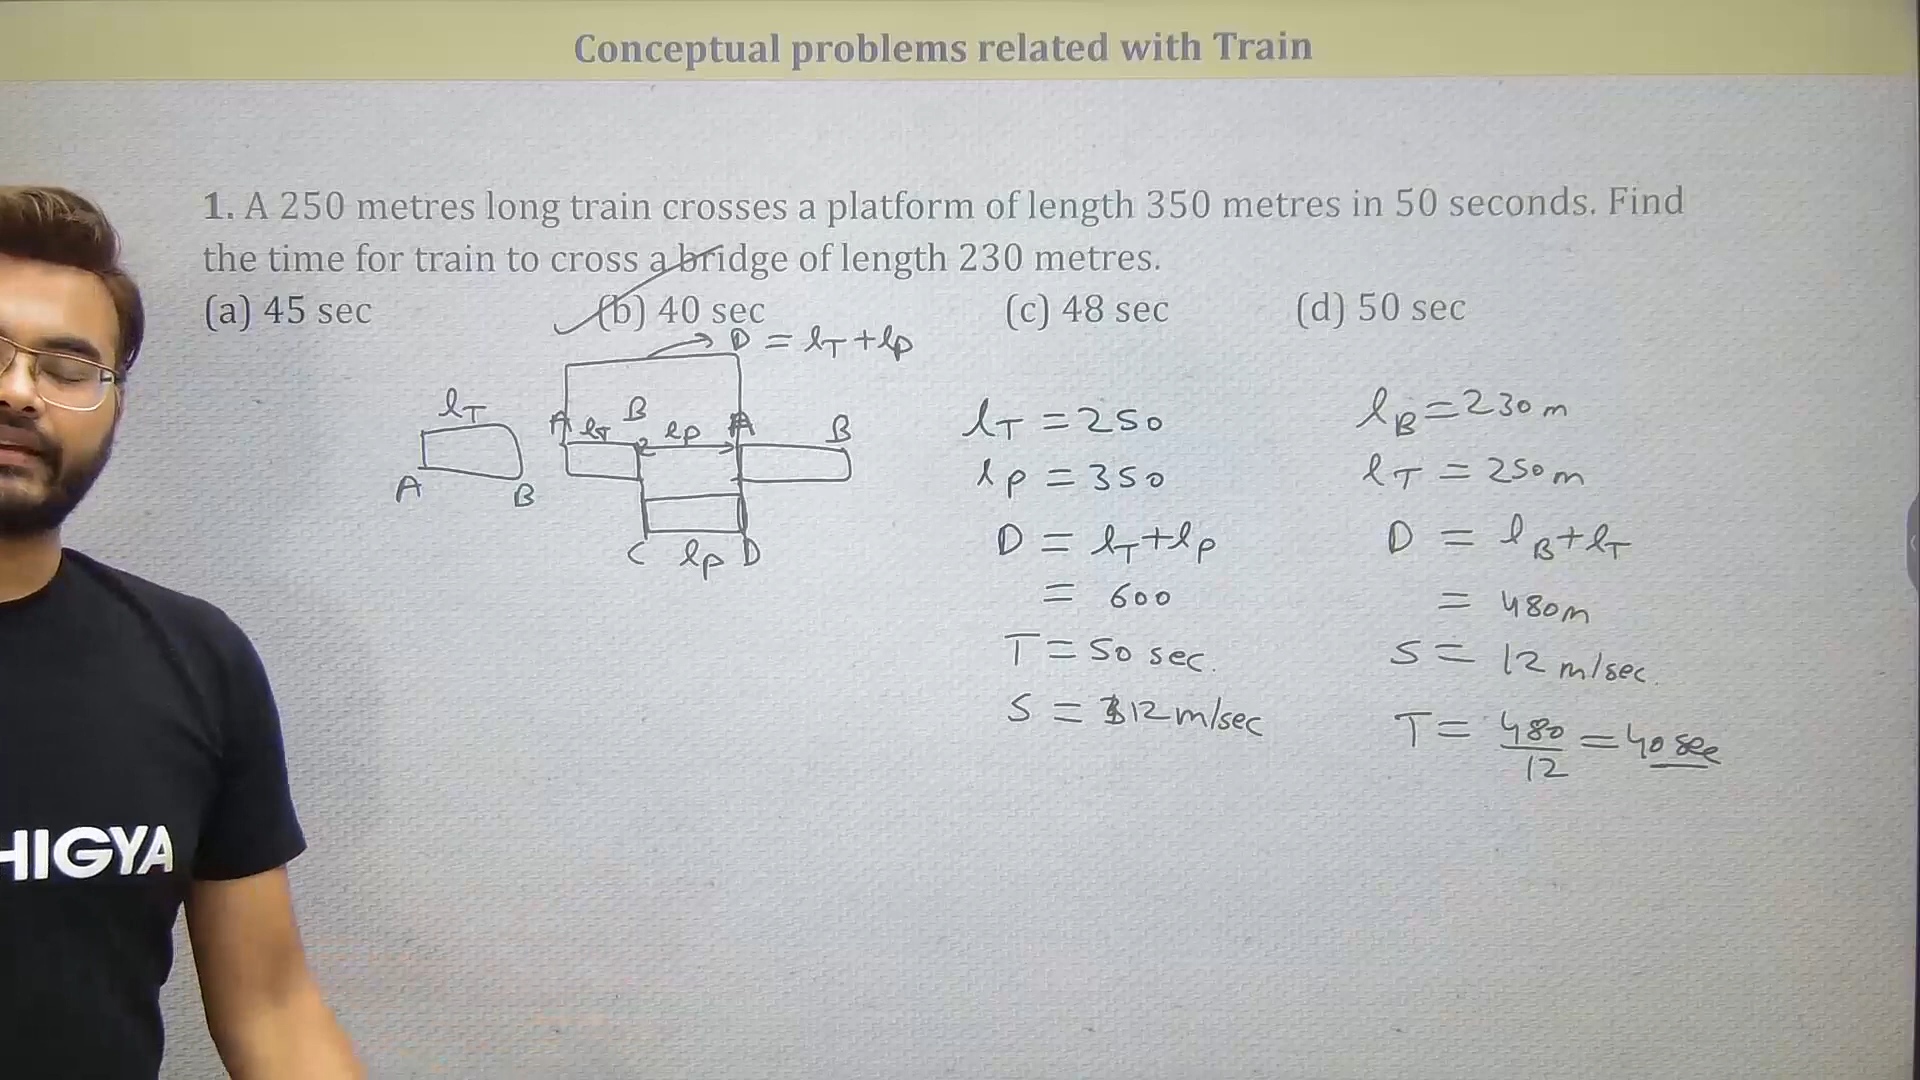 Conceptual problems related with Train
1. A 250 metres long train crosses a platform of length 350 metres in 50 seconds. Find
the time for train to cross a bridge of length 230 metres.
(a) 45 sec (b) 40 sec (c) 48 sec (d) 50 sec
D = lT + lP
lT
A B
A lT B lP A B
C lP D
lT = 250
lP = 350
D = lT + lP
= 600
T = 50 sec.
S = 12 m/sec
lB = 230 m
lT = 250 m
D = lB + lT
= 480 m
S = 12 m/sec.
T = 480/12 = 40 sec
HIGYA